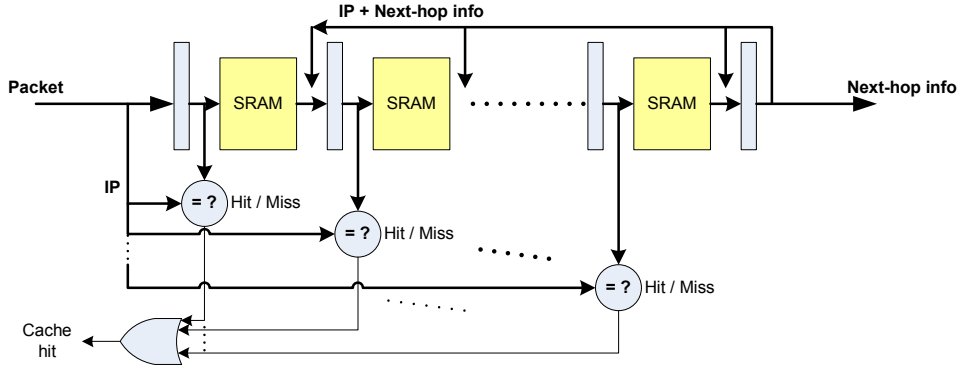 IP + Next-hop info
Packet
SRAM
SRAM
SRAM
Next-hop info
IP
= ?
Hit / Miss
= ?
Hit / Miss
= ?
Hit / Miss
Cache
hit